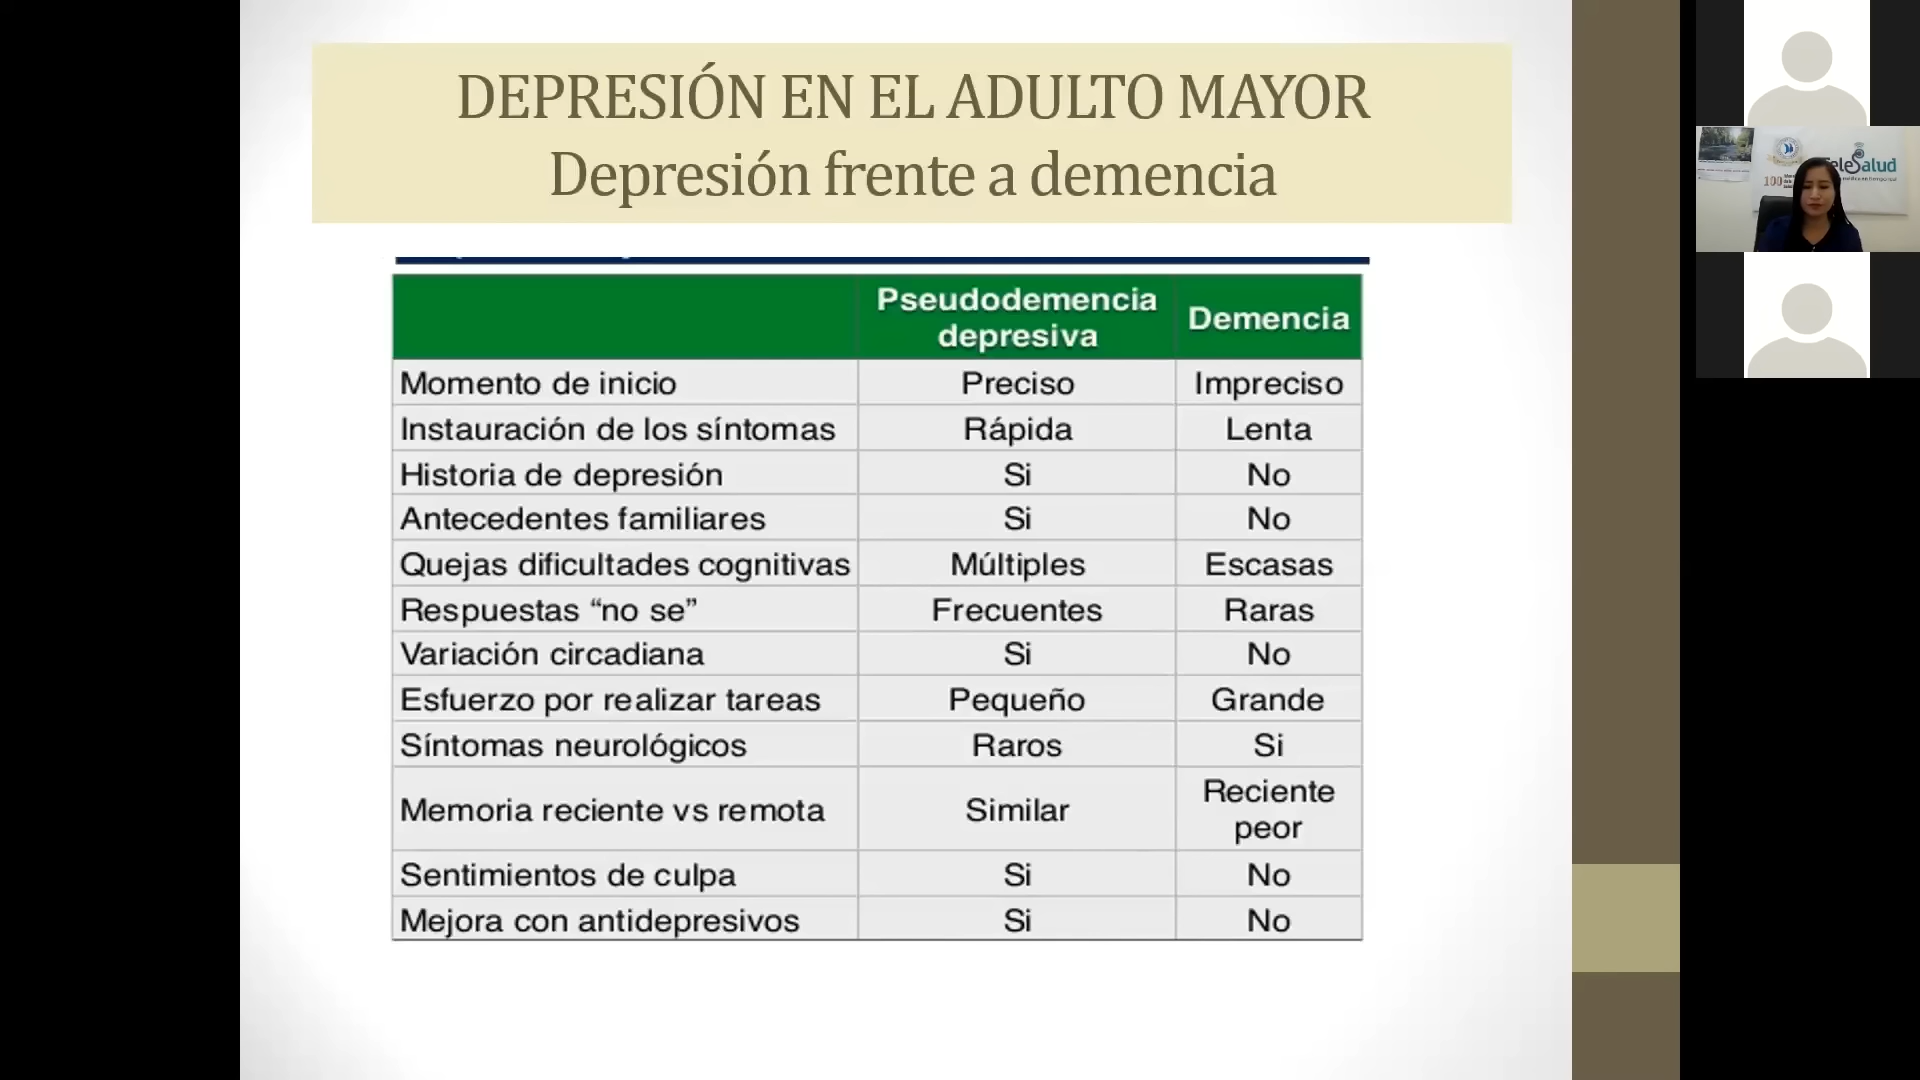 DEPRESIÓN EN EL ADULTO MAYOR
Depresión frente a demencia
Pseudodemencia depresiva Demencia
Momento de inicio Preciso Impreciso
Instauración de los síntomas Rápida Lenta
Historia de depresión Si No
Antecedentes familiares Si No
Quejas dificultades cognitivas Múltiples Escasas
Respuestas “no se” Frecuentes Raras
Variación circadiana Si No
Esfuerzo por realizar tareas Pequeño Grande
Síntomas neurológicos Raros Si
Memoria reciente vs remota Similar Reciente peor
Sentimientos de culpa Si No
Mejora con antidepresivos Si No
eleSalud
100